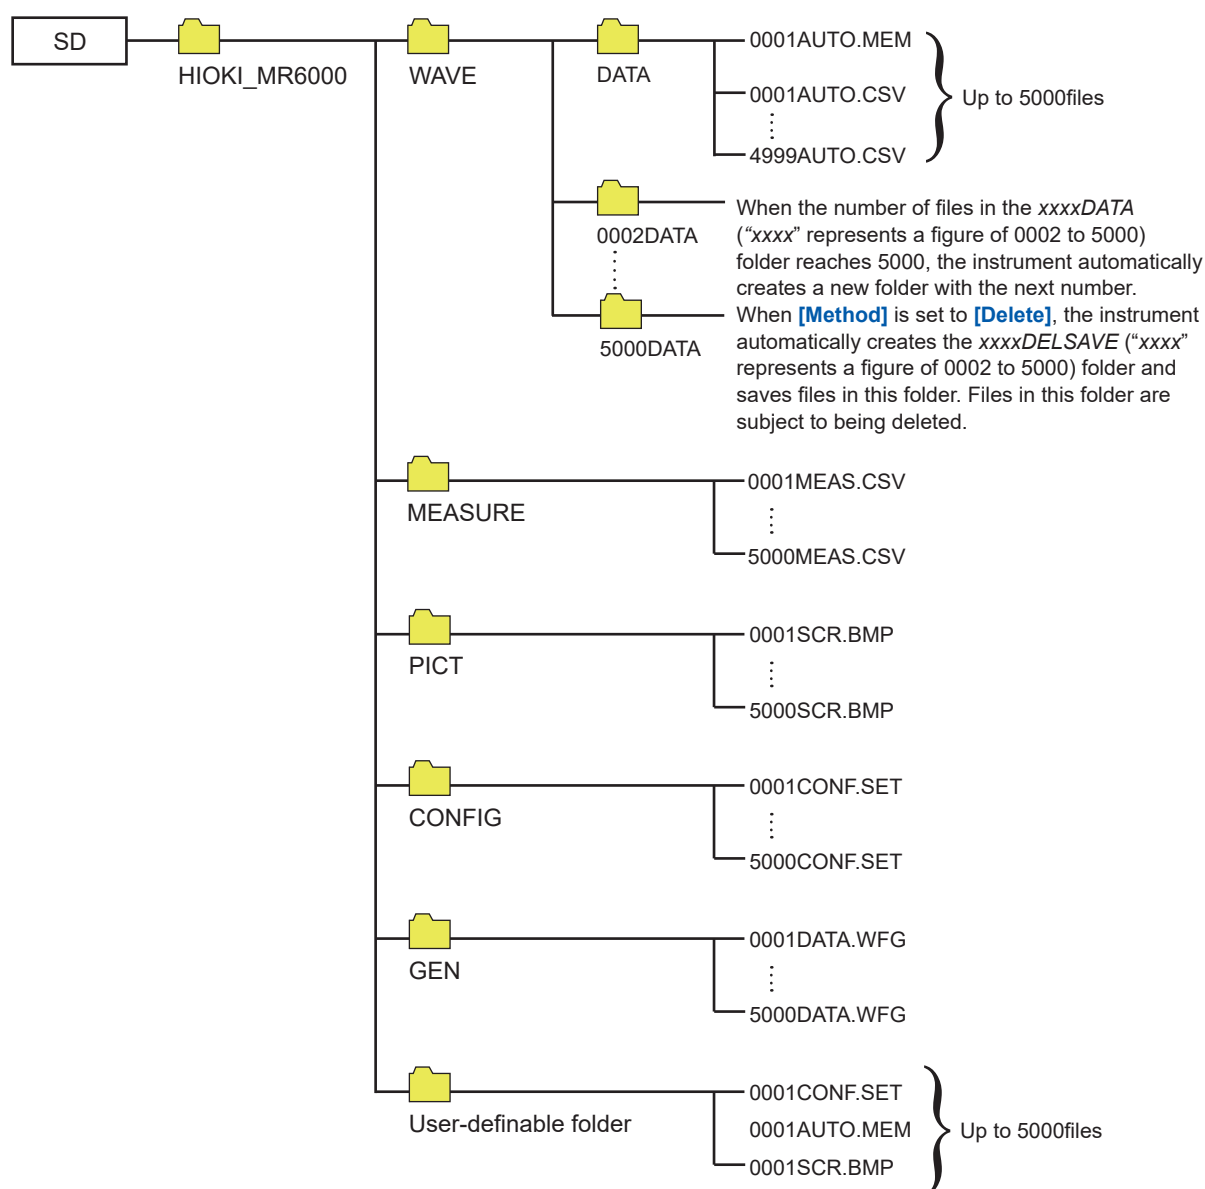 SD
HIOKI_MR6000
WAVE
DATA
0001AUTO.MEM
0001AUTO.CSV
4999AUTO.CSV
Up to 5000files
0002DATA
When the number of files in the xxxxDATA
(“xxxx” represents a figure of 0002 to 5000)
folder reaches 5000, the instrument automatically
creates a new folder with the next number.
5000DATA
When [Method] is set to [Delete], the instrument
automatically creates the xxxxDELSAVE (“xxxx”
represents a figure of 0002 to 5000) folder and
saves files in this folder. Files in this folder are
subject to being deleted.
MEASURE
0001MEAS.CSV
5000MEAS.CSV
PICT
0001SCR.BMP
5000SCR.BMP
CONFIG
0001CONF.SET
5000CONF.SET
GEN
0001DATA.WFG
5000DATA.WFG
User-definable folder
0001CONF.SET
0001AUTO.MEM
0001SCR.BMP
Up to 5000files